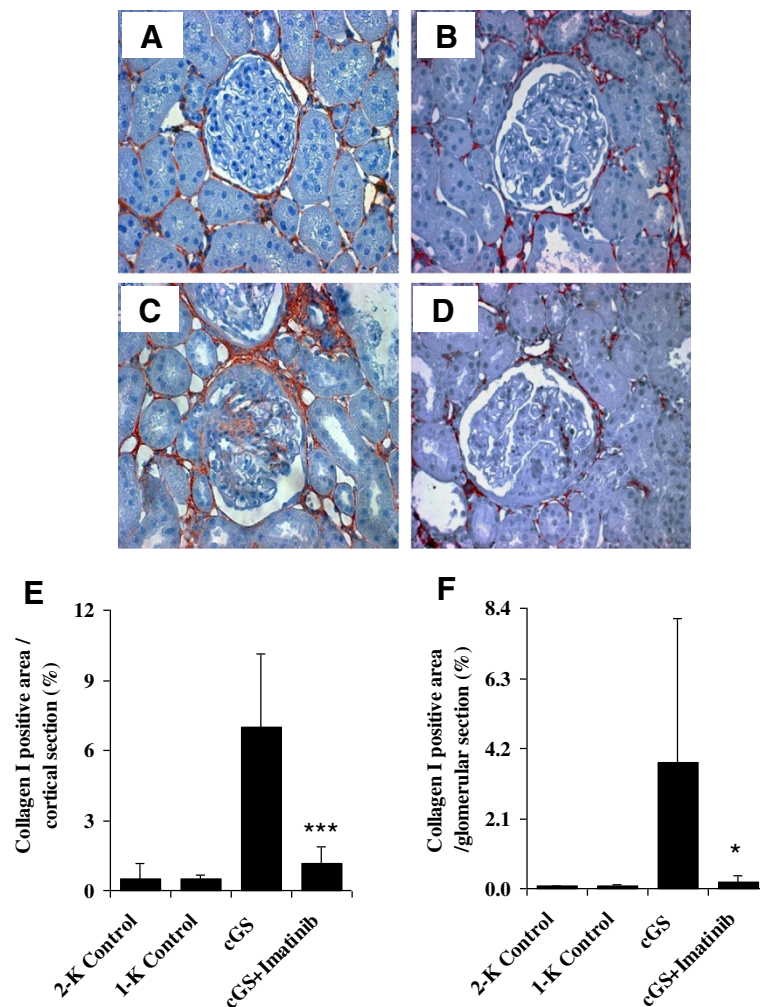 A
B
C
D
E
Collagen I positive area /
cortical section (%)
12
9
6
3
0
***
2-K Control
1-K Control
cGS
cGS+Imatinib
F
Collagen I positive area
/glomerular section (%)
8.4
6.3
4.2
2.1
0.0
*
2-K Control
1-K Control
cGS
cGS+Imatinib